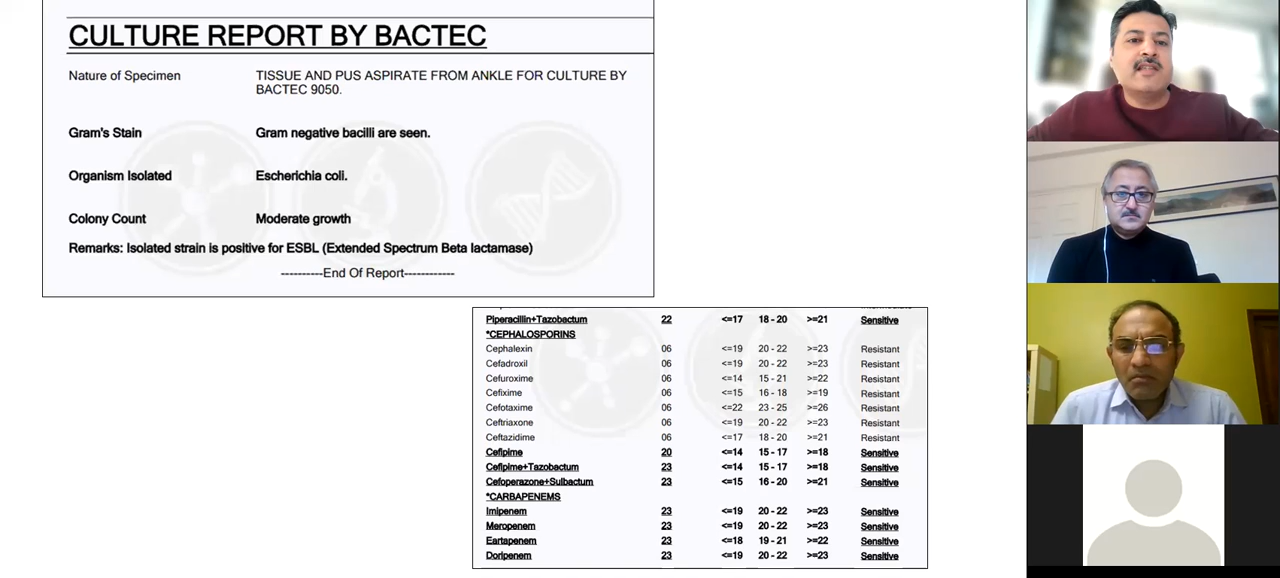 CULTURE REPORT BY BACTEC
Nature of Specimen TISSUE AND PUS ASPIRATE FROM ANKLE FOR CULTURE BY
BACTEC 9050.
Gram's Stain Gram negative bacilli are seen.
Organism Isolated Escherichia coli.
Colony Count Moderate growth
Remarks: Isolated strain is positive for ESBL (Extended Spectrum Beta lactamase)
----------End Of Report------------
Piperacillin+Tazobactum 22 <=17 18 - 20 >=21 Sensitive
*CEPHALOSPORINS
Cephalexin 06 <=19 20 - 22 >=23 Resistant
Cefadroxil 06 <=19 20 - 22 >=23 Resistant
Cefuroxime 06 <=14 15 - 21 >=22 Resistant
Cefixime 06 <=15 16 - 18 >=19 Resistant
Cefotaxime 06 <=22 23 - 25 >=26 Resistant
Ceftriaxone 06 <=19 20 - 22 >=23 Resistant
Ceftazidime 06 <=17 18 - 20 >=21 Resistant
Cefipime 20 <=14 15 - 17 >=18 Sensitive
Cefipime+Tazobactum 23 <=14 15 - 17 >=18 Sensitive
Cefoperazone+Sulbactum 23 <=15 16 - 20 >=21 Sensitive
*CARBAPENEMS
Imipenem 23 <=19 20 - 22 >=23 Sensitive
Meropenem 23 <=19 20 - 22 >=23 Sensitive
Eartapenem 23 <=18 19 - 21 >=22 Sensitive
Doripenem 23 <=19 20 - 22 >=23 Sensitive